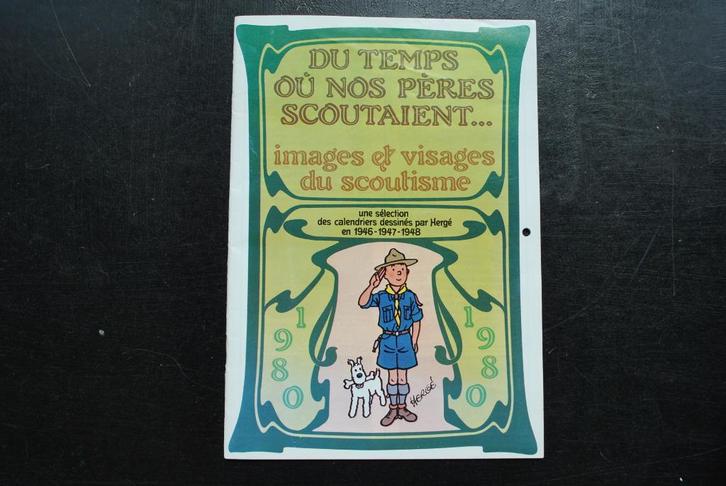 DU TEMPS
OÙ NOS PÈRES
SCOUTAIENT...
images et visages
du scoutisme
une sélection
des calendriers dessinés par Hergé
en 1946-1947-1948
1980
1980
HERGÉ